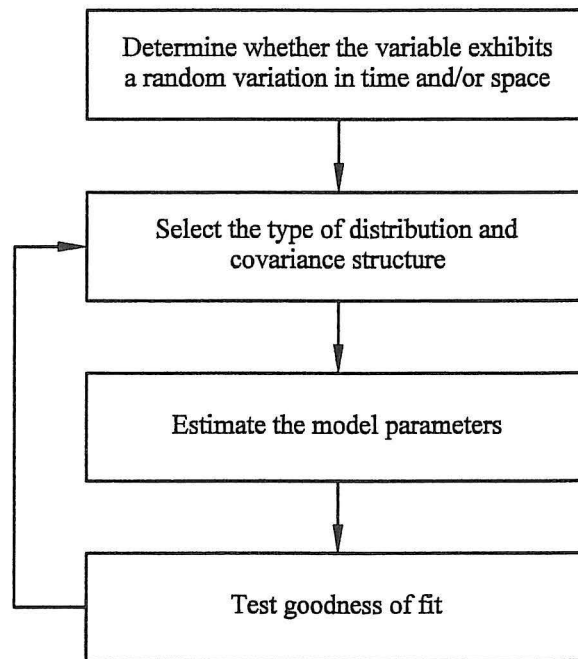 Determine whether the variable exhibits
a random variation in time and/or space
Select the type of distribution and
covariance structure
Estimate the model parameters
Test goodness of fit